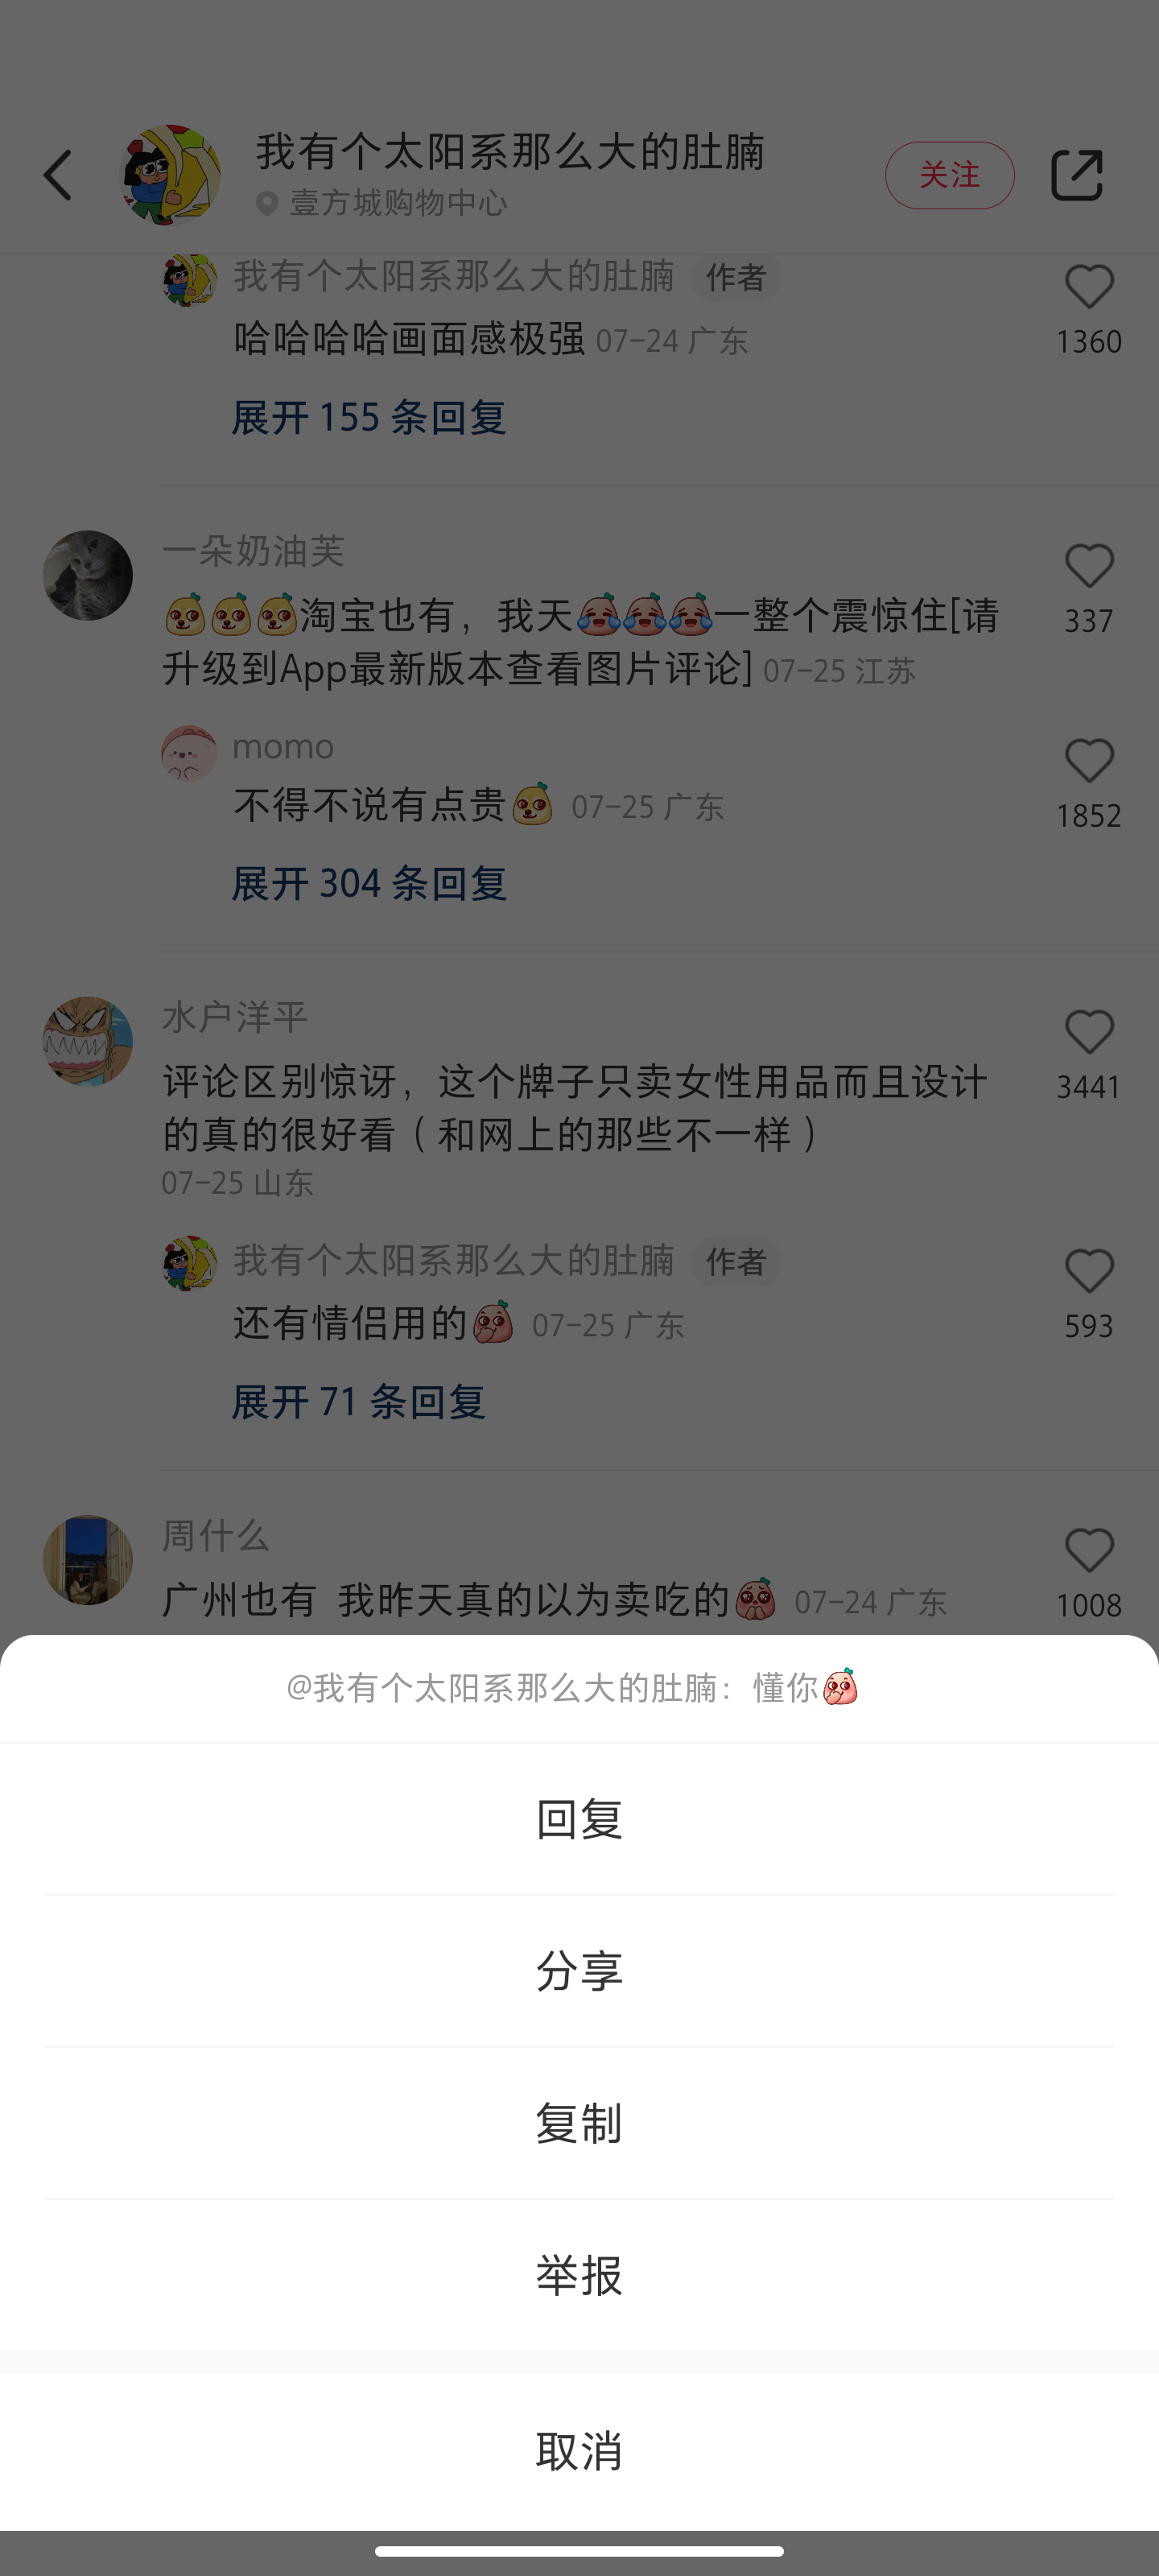 我有个太阳系那么大的肚腩
壹方城购物中心
关注
我有个太阳系那么大的肚腩 作者
哈哈哈哈画面感极强 07-24 广东
1360
展开 155 条回复
一朵奶油芙
淘宝也有，我天一整个震惊住[请
升级到App最新版本查看图片评论] 07-25 江苏
337
momo
不得不说有点贵 07-25 广东
1852
展开 304 条回复
水户洋平
评论区别惊讶，这个牌子只卖女性用品而且设计
的真的很好看（和网上的那些不一样）
07-25 山东
3441
我有个太阳系那么大的肚腩 作者
还有情侣用的 07-25 广东
593
展开 71 条回复
周什么
广州也有 我昨天真的以为卖吃的 07-24 广东
1008
@我有个太阳系那么大的肚腩：懂你
回复
分享
复制
举报
取消